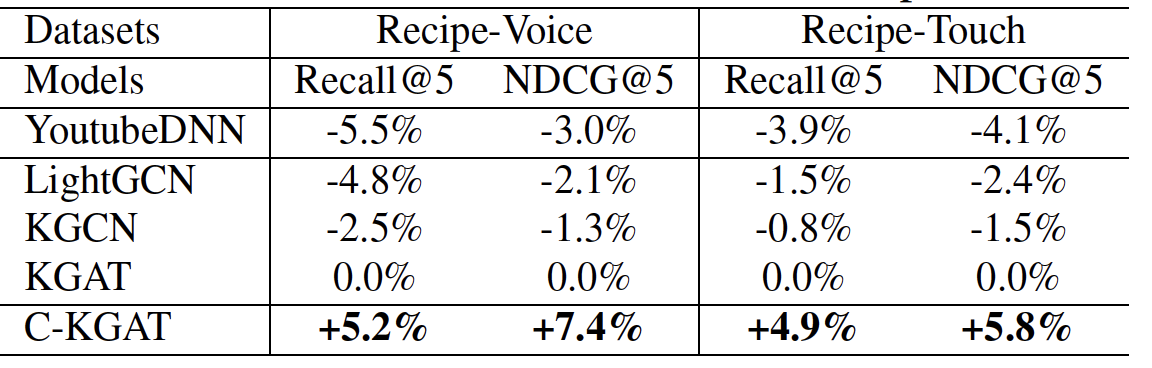 Datasets Recipe-Voice Recipe-Touch
Models Recall@5 NDCG@5 Recall@5 NDCG@5
YoutubeDNN -5.5% -3.0% -3.9% -4.1%
LightGCN -4.8% -2.1% -1.5% -2.4%
KGCN -2.5% -1.3% -0.8% -1.5%
KGAT 0.0% 0.0% 0.0% 0.0%
C-KGAT +5.2% +7.4% +4.9% +5.8%